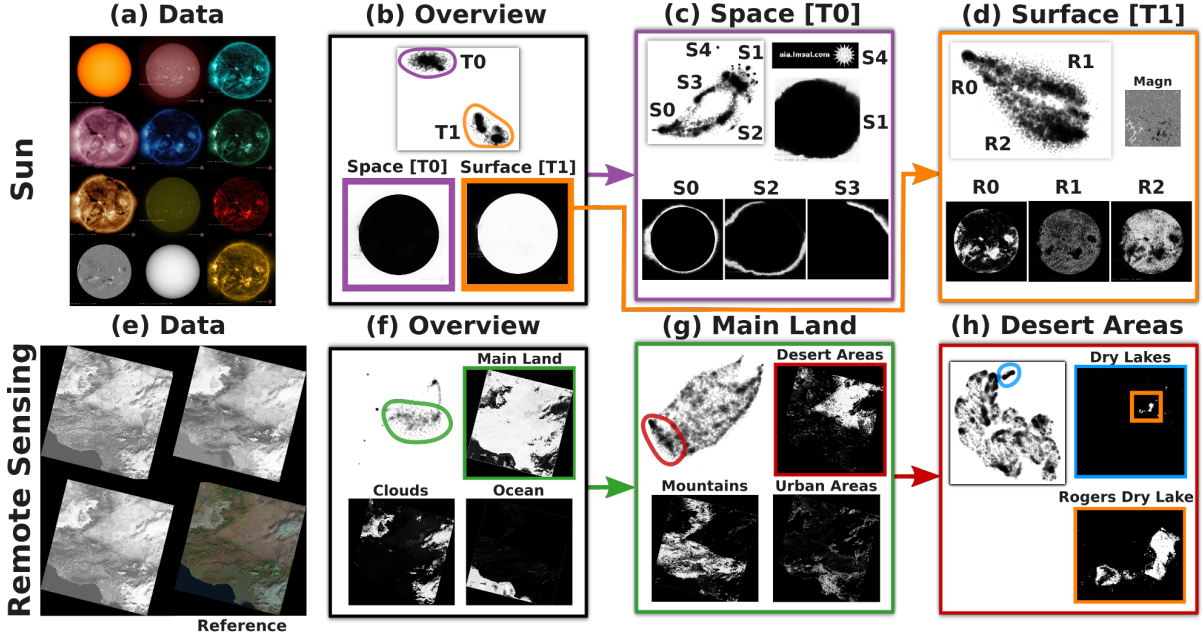 (a) Data
(b) Overview
(c) Space [T0]
(d) Surface [T1]
Sun
T0
T1
Space [T0]
Surface [T1]
S4
S1
S3
S0
S2
aia.lmsal.com
S4
S1
S0
S2
S3
R1
R0
R2
Magn
R0
R1
R2
(e) Data
(f) Overview
(g) Main Land
(h) Desert Areas
Remote Sensing
Reference
Main Land
Clouds
Ocean
Desert Areas
Mountains
Urban Areas
Dry Lakes
Rogers Dry Lake